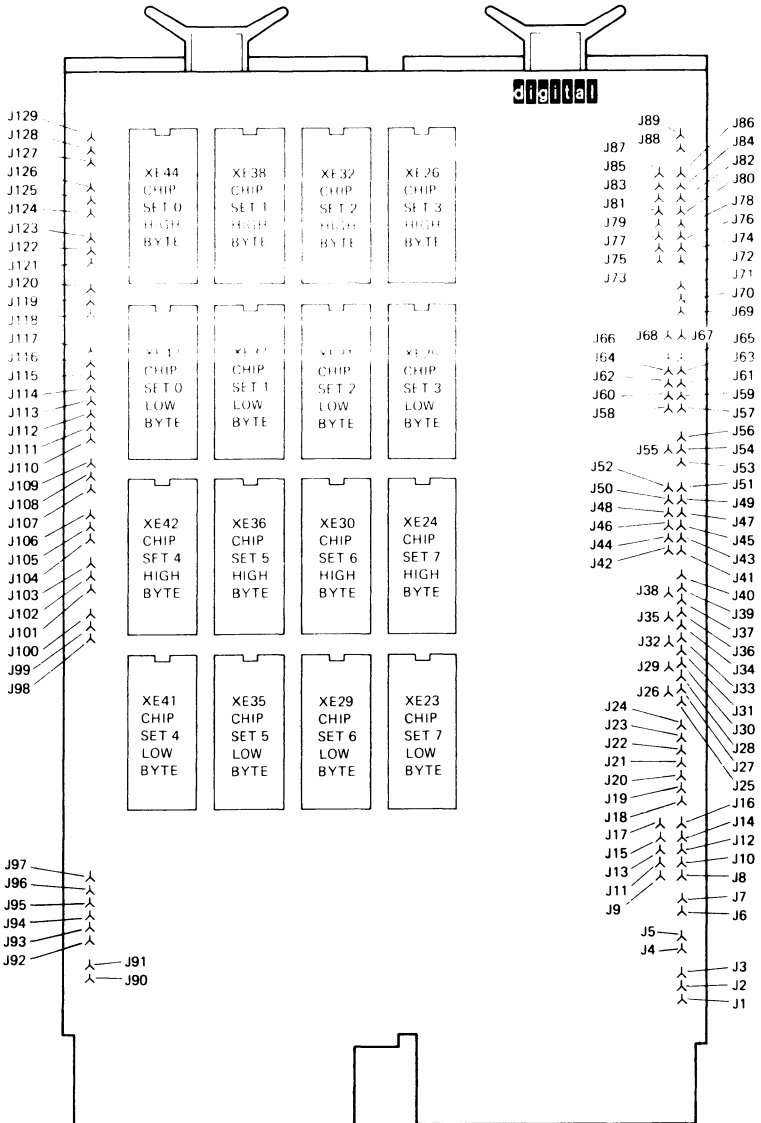 digital
J129
J128
J127
J126
J125
J124
J123
J122
J121
J120
J119
J118
J117
J116
J115
J114
J113
J112
J111
J110
J109
J108
J107
J106
J105
J104
J103
J102
J101
J100
J99
J98
J97
J96
J95
J94
J93
J92
J91
J90
XE44
CHIP
SET 0
HIGH
BYTE
XE38
CHIP
SET 1
HIGH
BYTE
XE32
CHIP
SET 2
HIGH
BYTE
XE26
CHIP
SET 3
HIGH
BYTE
CHIP
SET 0
LOW
BYTE
CHIP
SET 1
LOW
BYTE
CHIP
SET 2
LOW
BYTE
CHIP
SET 3
LOW
BYTE
XE42
CHIP
SET 4
HIGH
BYTE
XE36
CHIP
SET 5
HIGH
BYTE
XE30
CHIP
SET 6
HIGH
BYTE
XE24
CHIP
SET 7
HIGH
BYTE
XE41
CHIP
SET 4
LOW
BYTE
XE35
CHIP
SET 5
LOW
BYTE
XE29
CHIP
SET 6
LOW
BYTE
XE23
CHIP
SET 7
LOW
BYTE
J89
J88
J87
J85
J83
J81
J79
J77
J75
J73
J86
J84
J82
J80
J78
J76
J74
J72
J71
J70
J69
J68
J67
J66
J64
J62
J60
J58
J65
J63
J61
J59
J57
J56
J55
J54
J53
J52
J50
J48
J46
J44
J42
J51
J49
J47
J45
J43
J41
J40
J38
J35
J32
J29
J26
J39
J37
J36
J34
J33
J31
J30
J28
J27
J25
J24
J23
J22
J21
J20
J19
J18
J17
J15
J13
J11
J9
J16
J14
J12
J10
J8
J7
J6
J5
J4
J3
J2
J1